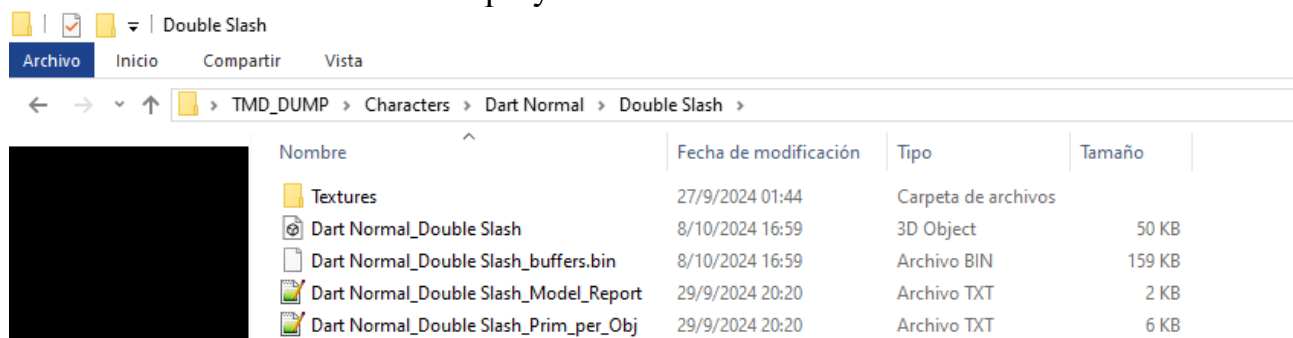 Double Slash
Archivo Inicio Compartir Vista
TMD_DUMP > Characters > Dart Normal > Double Slash >
Nombre Fecha de modificación Tipo Tamaño
Textures 27/9/2024 01:44 Carpeta de archivos
Dart Normal_Double Slash 8/10/2024 16:59 3D Object 50 KB
Dart Normal_Double Slash_buffers.bin 8/10/2024 16:59 Archivo BIN 159 KB
Dart Normal_Double Slash_Model_Report 29/9/2024 20:20 Archivo TXT 2 KB
Dart Normal_Double Slash_Prim_per_Obj 29/9/2024 20:20 Archivo TXT 6 KB